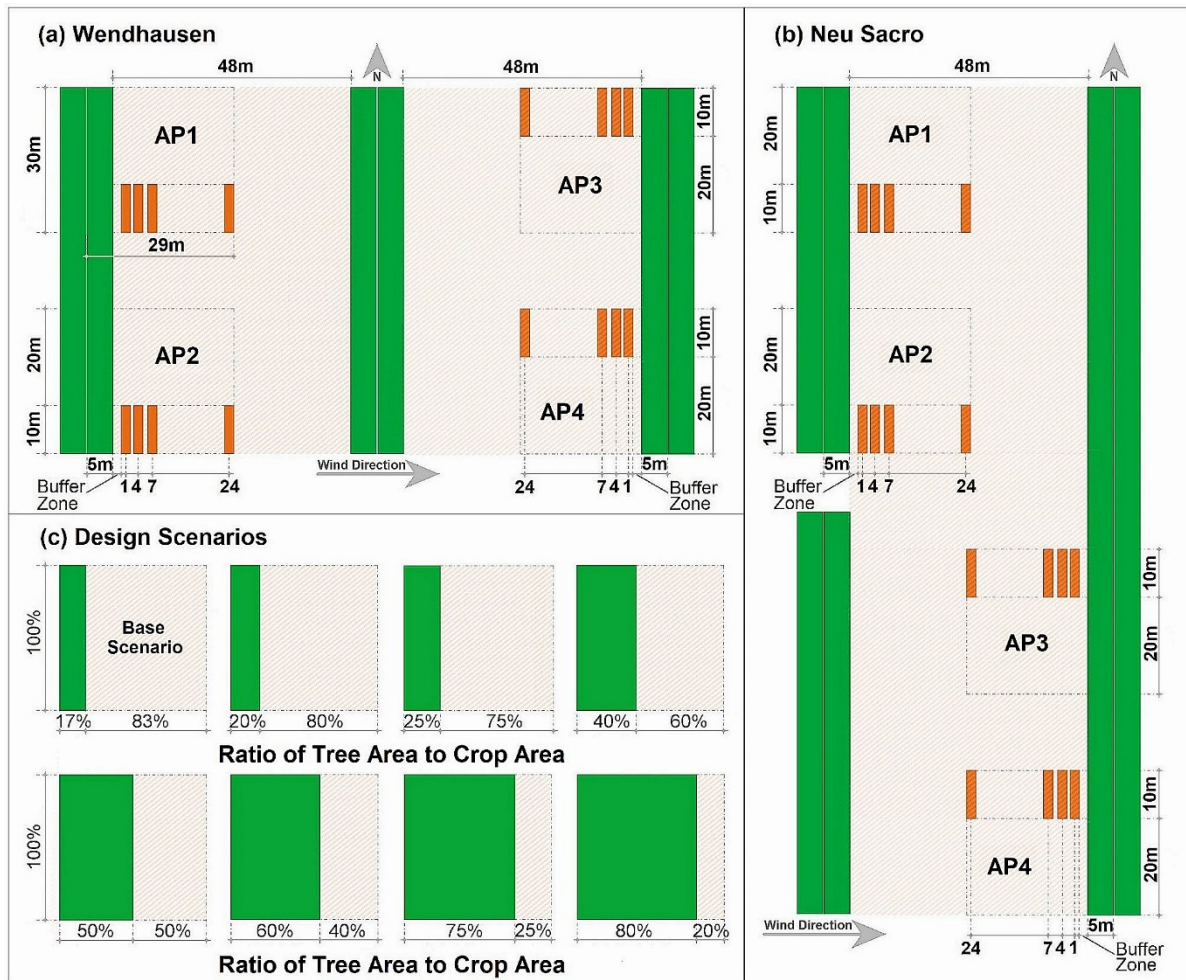 (a) Wendhausen
48m
N
48m
30m
AP1
29m
10m
AP3
20m
20m
AP2
10m
10m
AP4
20m
5m
Buffer
Zone
1 4 7 24
Wind Direction
24 7 4 1
5m
Buffer
Zone
(b) Neu Sacro
48m
N
20m
AP1
10m
20m
AP2
10m
5m
Buffer
Zone
1 4 7 24
10m
AP3
20m
10m
AP4
20m
Wind Direction
24 7 4 1
5m
Buffer
Zone
(c) Design Scenarios
100%
Base
Scenario
17% 83% 20% 80% 25% 75% 40% 60%
Ratio of Tree Area to Crop Area
100%
50% 50% 60% 40% 75% 25% 80% 20%
Ratio of Tree Area to Crop Area